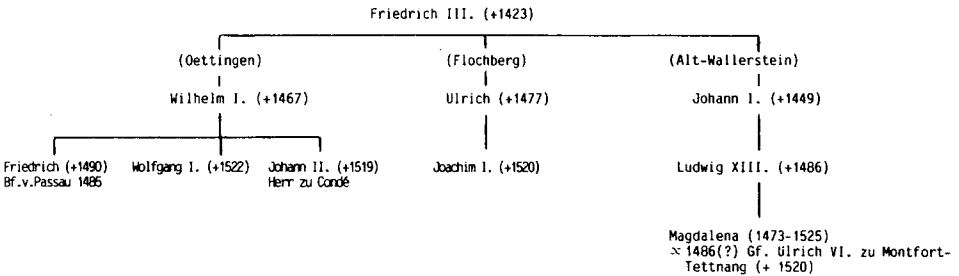 Friedrich III. (+1423)
(Oettingen) (Flochberg) (Alt-Wallerstein)
Wilhelm I. (+1467) Ulrich (+1477) Johann I. (+1449)
Friedrich (+1490) Wolfgang I. (+1522) Johann II. (+1519) Joachim I. (+1520) Ludwig XIII. (+1486)
Bf.v.Passau 1485 Herr zu Condé
Magdalena (1473-1525)
⚭ 1486(?) Gf. Ulrich VI. zu Montfort-
Tettnang (+ 1520)